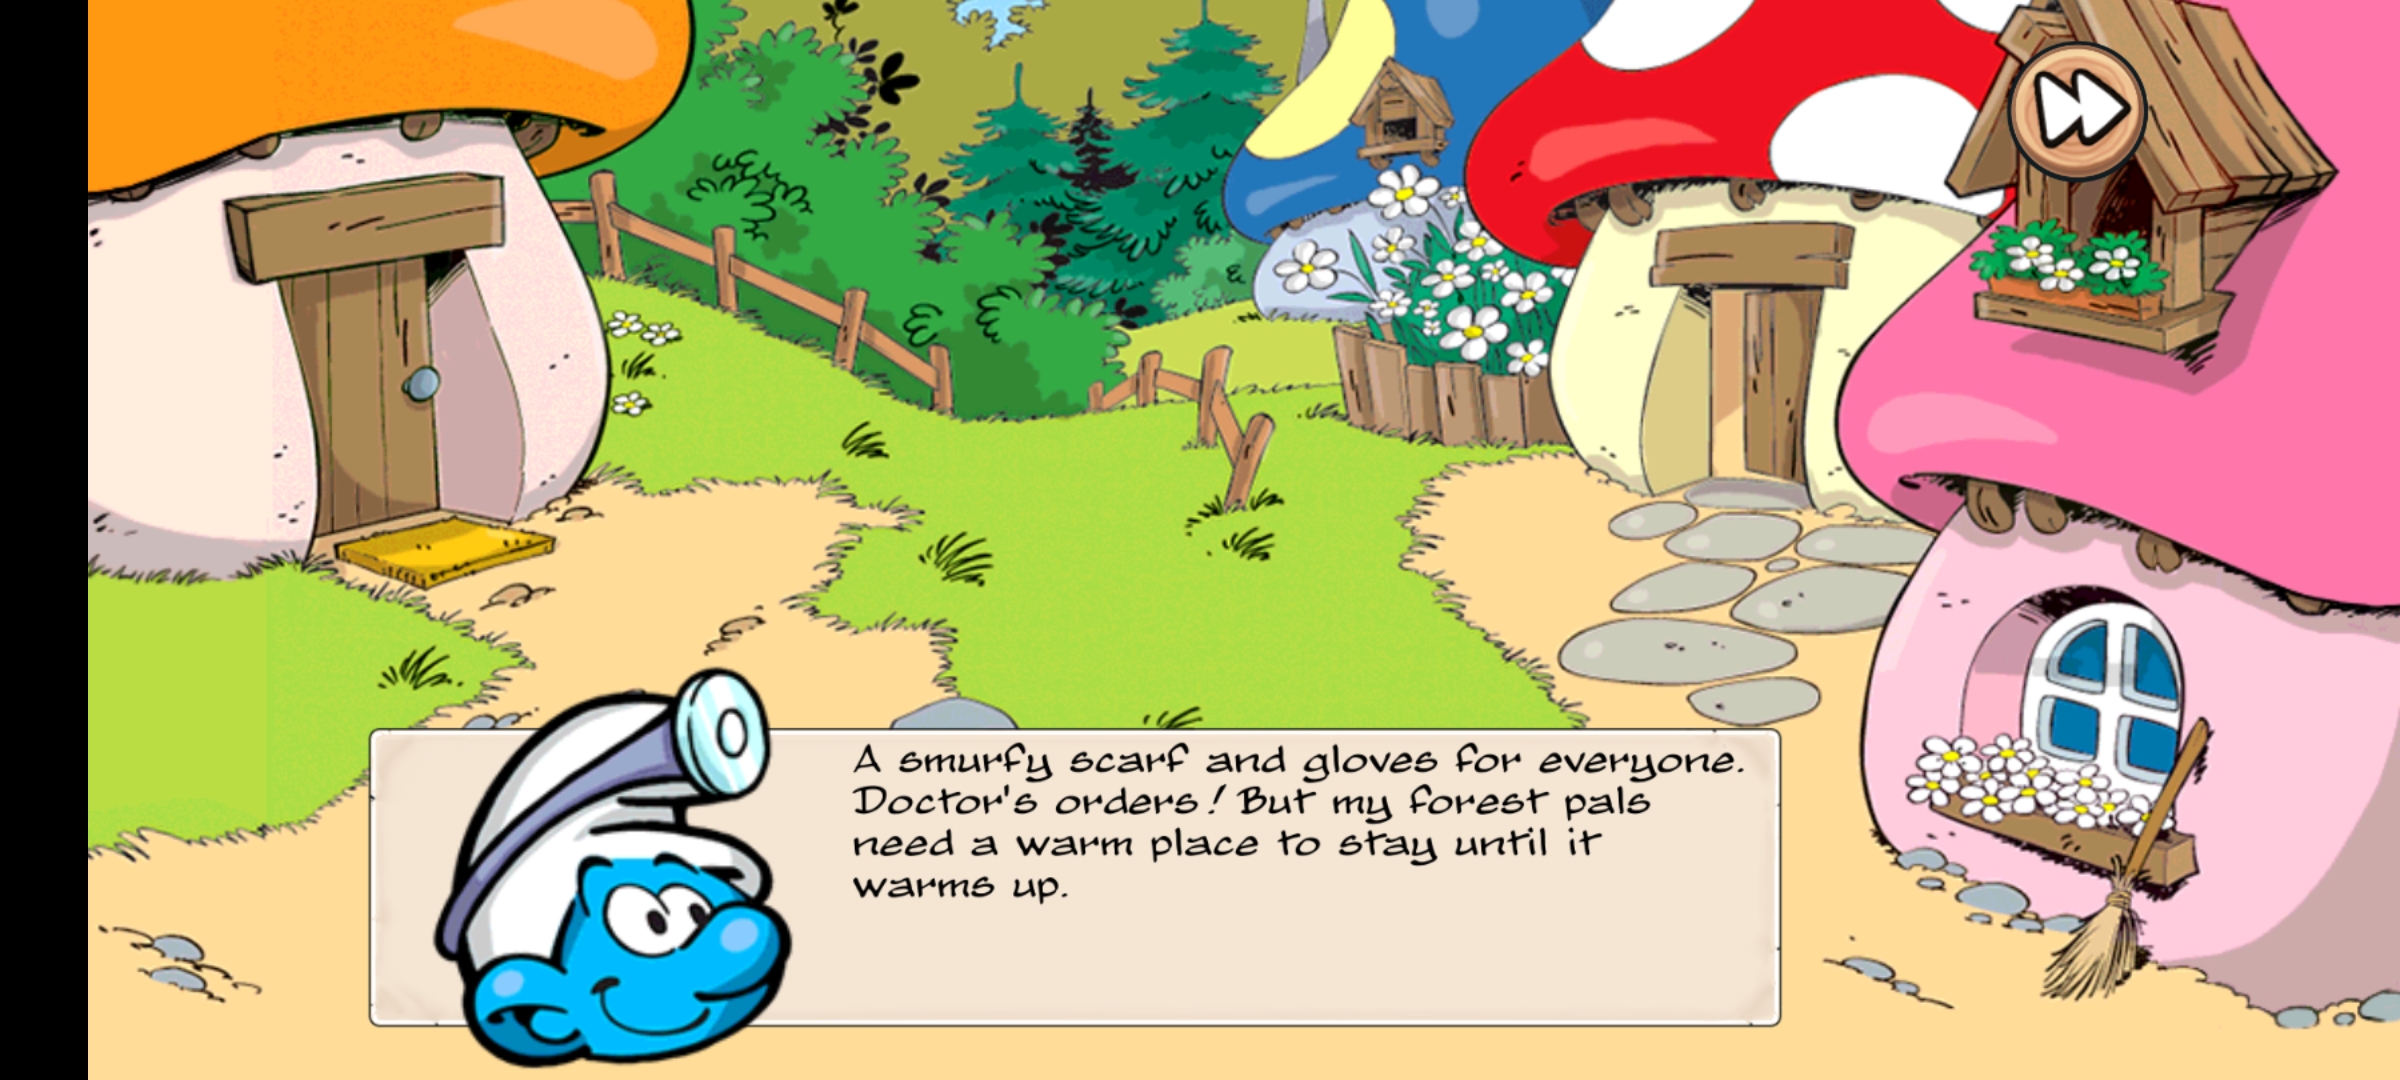 A smurfy scarf and gloves for everyone.
Doctor's orders! But my forest pals
need a warm place to stay until it
warms up.